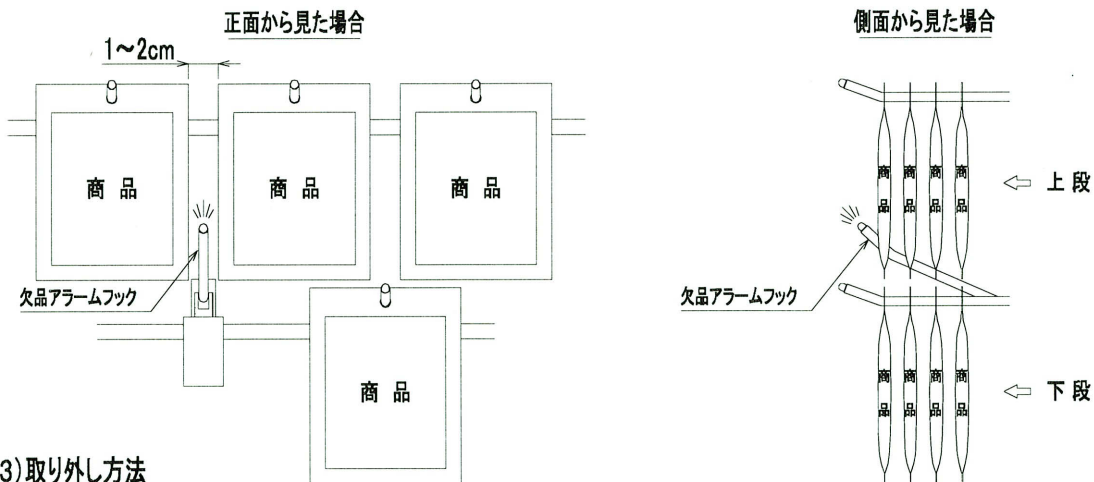 正面から見た場合
1～2cm
商品
商品
商品
欠品アラームフック
商品
側面から見た場合
商品
商品
商品
商品
上段
欠品アラームフック
商品
商品
商品
商品
下段
3)取り外し方法